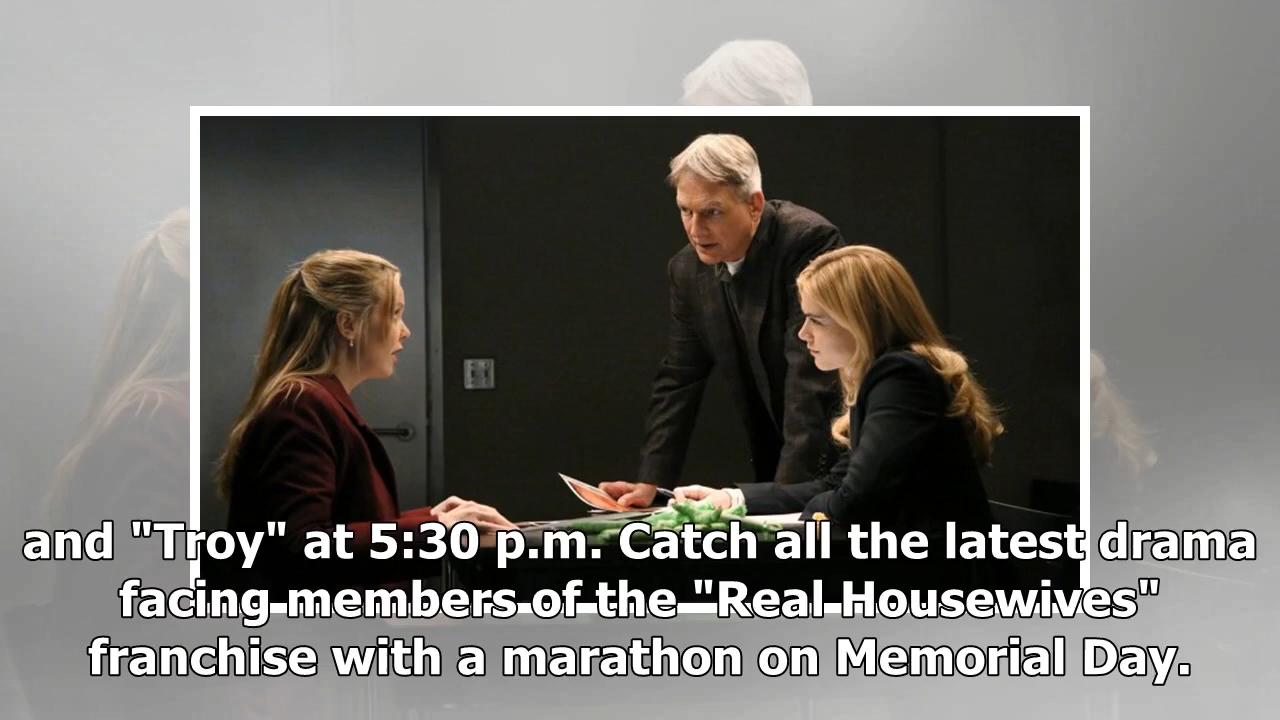 and "Troy" at 5:30 p.m. Catch all the latest drama
facing members of the "Real Housewives"
franchise with a marathon on Memorial Day.